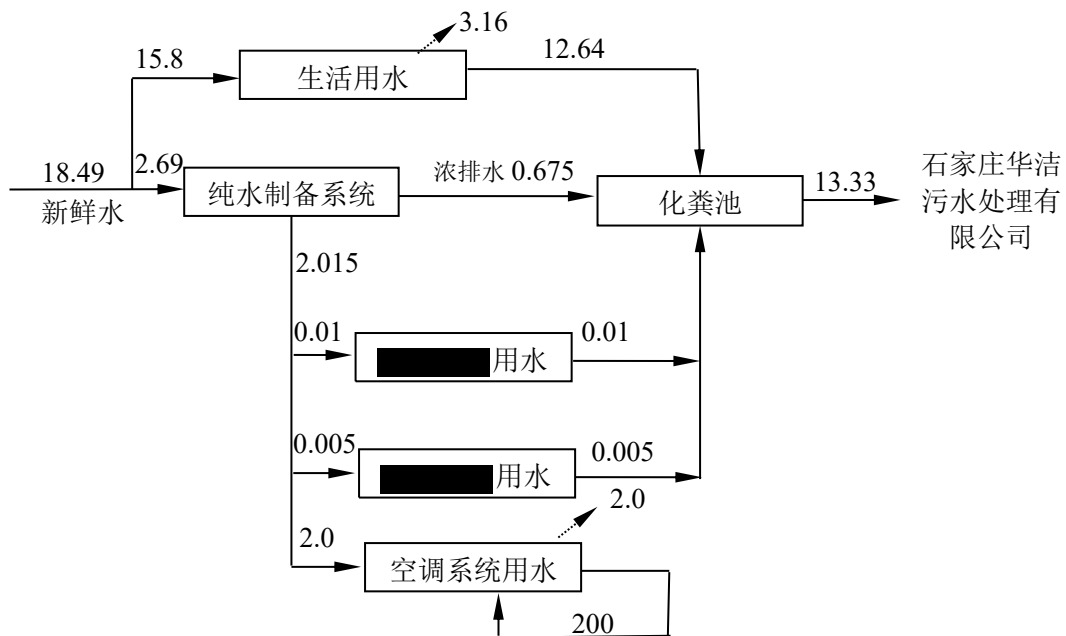 3.16
15.8
12.64
生活用水
18.49
2.69
新鲜水
纯水制备系统
浓排水 0.675
化粪池
13.33
石家庄华洁
污水处理有
限公司
2.015
0.01
用水
0.01
0.005
用水
0.005
2.0
2.0
空调系统用水
200